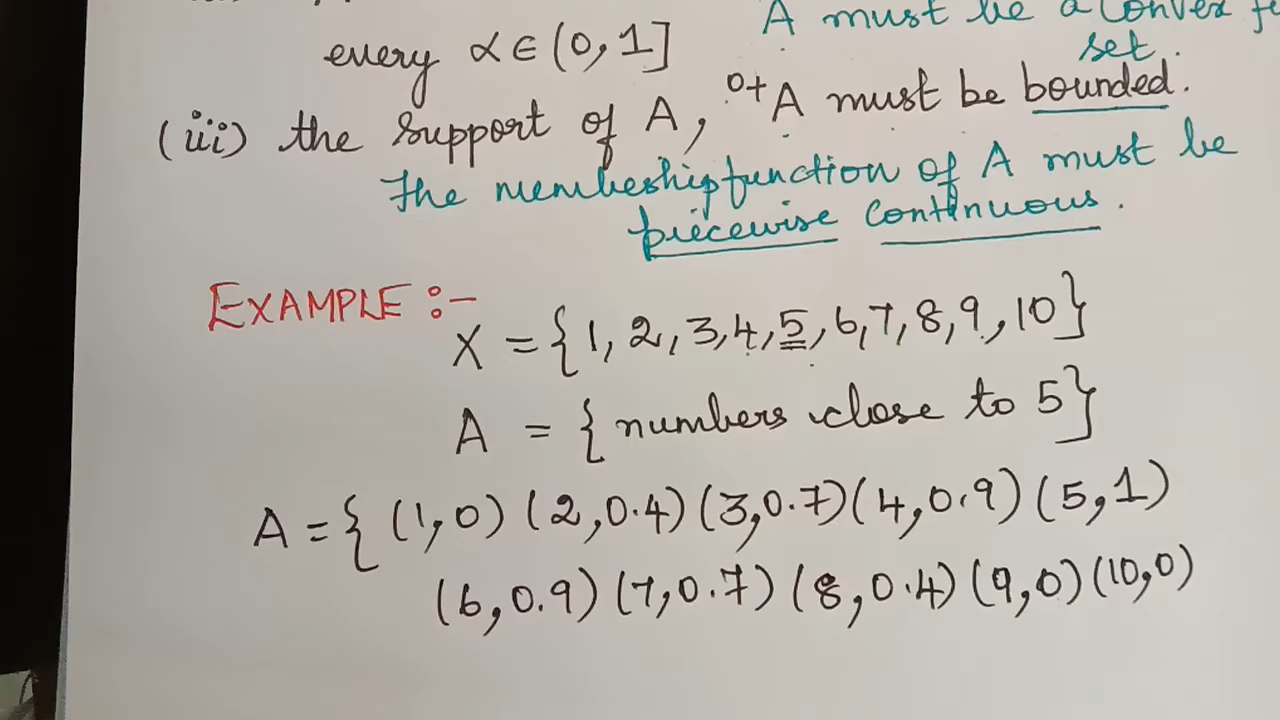 A must be a convex
every α ∈ (0, 1]
set.
(iii) the support of A, ⁰⁺A must be bounded.
The membeship function of A must be
piecewise continuous.
EXAMPLE :-
X = {1, 2, 3, 4, 5, 6, 7, 8, 9, 10}
A = {numbers close to 5}
A = { (1, 0) (2, 0.4) (3, 0.7) (4, 0.9) (5, 1)
(6, 0.9) (7, 0.7) (8, 0.4) (9, 0) (10, 0)